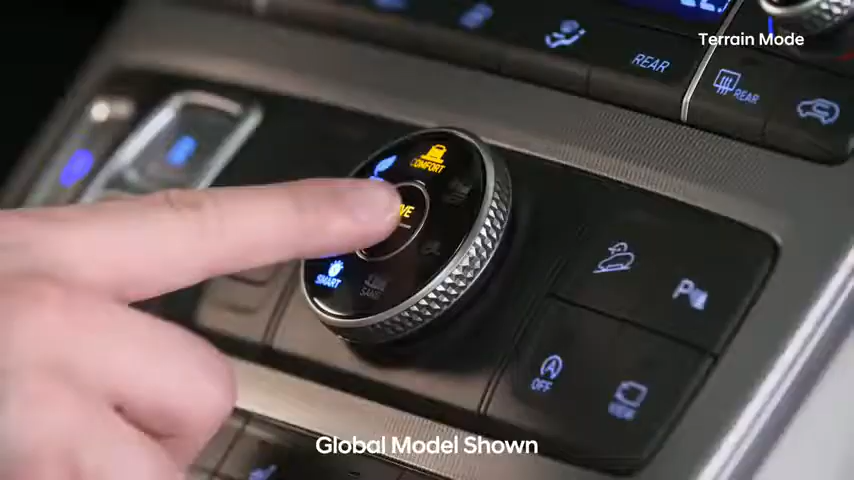 Terrain Mode
REAR
REAR
COMFORT
SMART
P
A
OFF
VIEW
Global Model Shown